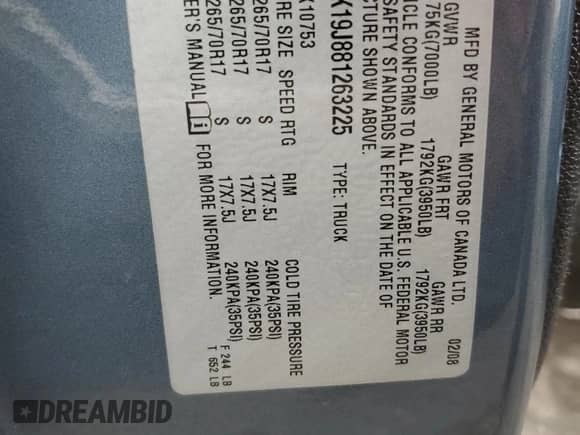 MFD BY GENERAL MOTORS OF CANADA LTD.
02/08
GVWR GAWR FRT GAWR RR
75KG(7000LB) 1792KG(3950LB) 1792KG(3950LB)
CLE CONFORMS TO ALL APPLICABLE U.S. FEDERAL MOTOR
SAFETY STANDARDS IN EFFECT ON THE DATE OF
CTURE SHOWN ABOVE.
K19J881263225 TYPE: TRUCK
X10753
RE SIZE SPEED RTG RIM COLD TIRE PRESSURE
265/70R17 S 17X7.5J 240KPA(35PSI)
265/70R17 S 17X7.5J 240KPA(35PSI)
265/70R17 S 17X7.5J 240KPA(35PSI)
ER'S MANUAL i FOR MORE INFORMATION.
F 244 LB
T 652 LB
DREAMBID